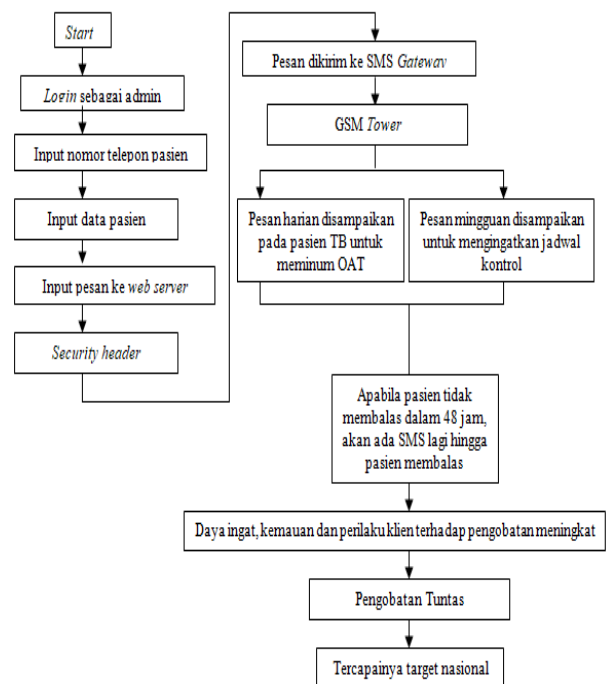 Start
Login sebagai admin
Input nomor telepon pasien
Input data pasien
Input pesan ke web server
Security header
Pesan dikirim ke SMS Gateway
GSM Tower
Pesan harian disampaikan
pada pasien TB untuk
meminum OAT
Pesan mingguan disampaikan
untuk mengingatkan jadwal
kontrol
Apabila pasien tidak
membalas dalam 48 jam,
akan ada SMS lagi hingga
pasien membalas
Daya ingat, kemauan dan perilaku klien terhadap pengobatan meningkat
Pengobatan Tuntas
Tercapainya target nasional